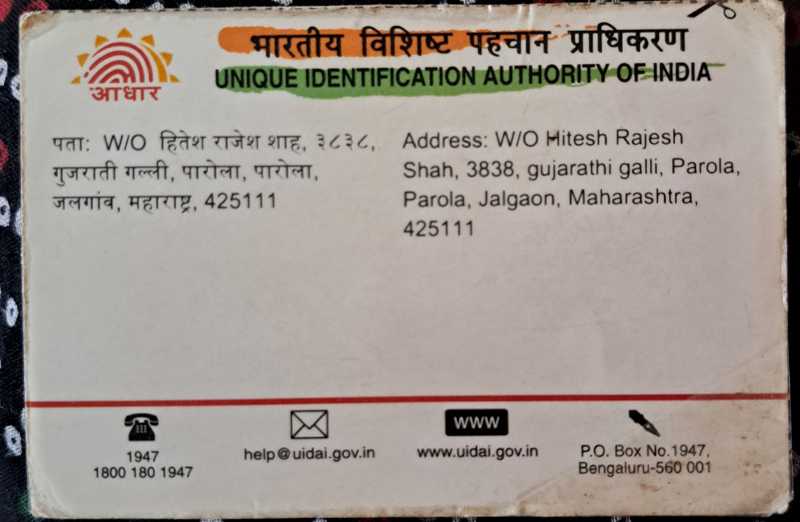 आधार
भारतीय विशिष्ट पहचान प्राधिकरण
UNIQUE IDENTIFICATION AUTHORITY OF INDIA
पता: W/O हितेश राजेश शाह, ३८३८,
गुजराती गल्ली, पारोला, पारोला,
जलगांव, महाराष्ट्र, 425111
Address: W/O Hitesh Rajesh
Shah, 3838, gujarathi galli, Parola,
Parola, Jalgaon, Maharashtra,
425111
1947
1800 180 1947
help@uidai.gov.in
WWW
www.uidai.gov.in
P.O. Box No.1947,
Bengaluru-560 001